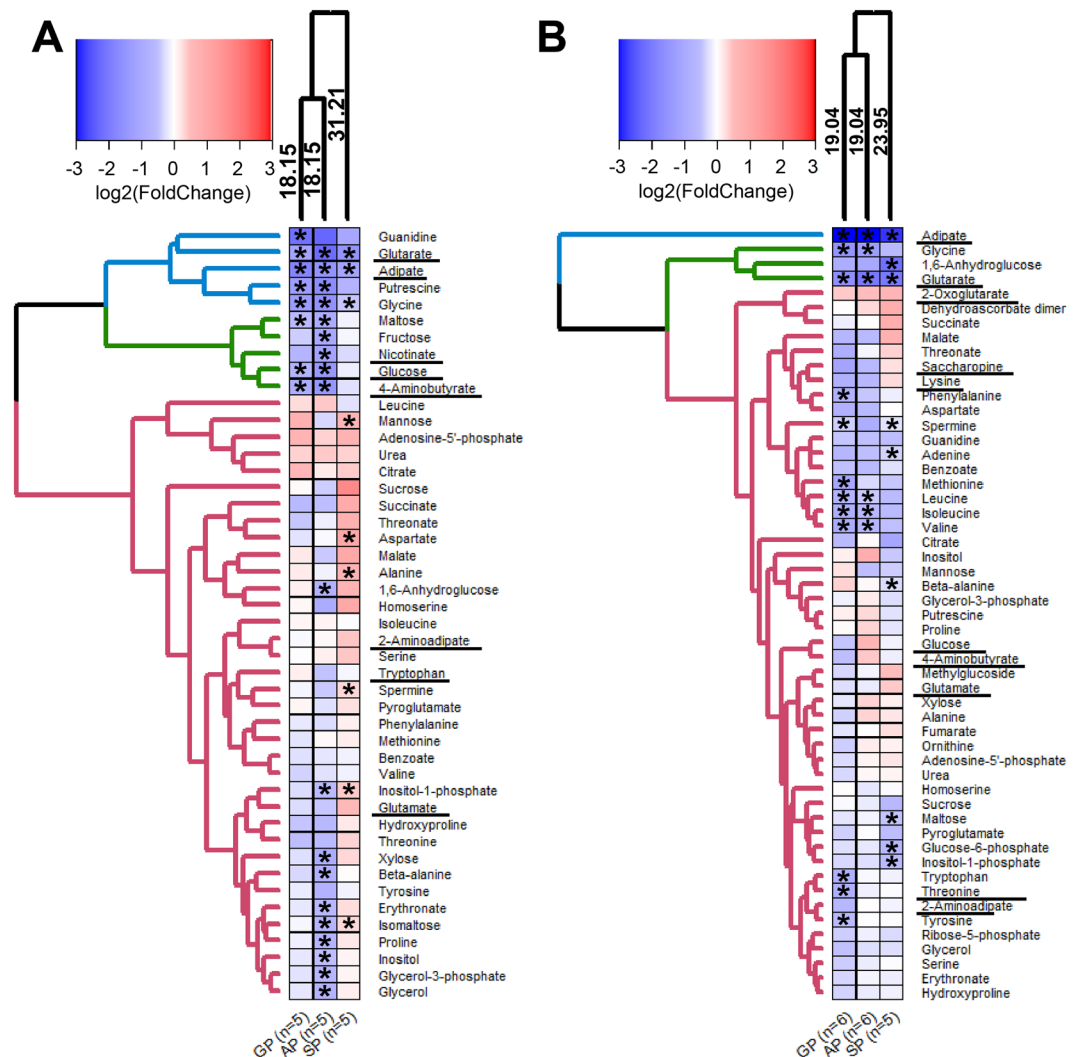 A
-3 -2 -1 0 1 2 3
log2(FoldChange)
18.15
18.15
31.21
Guanidine
Glutarate
Adipate
Putrescine
Glycine
Maltose
Fructose
Nicotinate
Glucose
4-Aminobutyrate
Leucine
Mannose
Adenosine-5'-phosphate
Urea
Citrate
Sucrose
Succinate
Threonate
Aspartate
Malate
Alanine
1,6-Anhydroglucose
Homoserine
Isoleucine
2-Aminoadipate
Serine
Tryptophan
Spermine
Pyroglutamate
Phenylalanine
Methionine
Benzoate
Valine
Inositol-1-phosphate
Glutamate
Hydroxyproline
Threonine
Xylose
Beta-alanine
Tyrosine
Erythronate
Isomaltose
Proline
Inositol
Glycerol-3-phosphate
Glycerol
GP (n=5)
AP (n=5)
SP (n=5)
B
-3 -2 -1 0 1 2 3
log2(FoldChange)
19.04
19.04
23.95
Adipate
Glycine
1,6-Anhydroglucose
Glutarate
2-Oxoglutarate
Dehydroascorbate dimer
Succinate
Malate
Threonate
Saccharopine
Lysine
Phenylalanine
Aspartate
Spermine
Guanidine
Adenine
Benzoate
Methionine
Leucine
Isoleucine
Valine
Citrate
Inositol
Mannose
Beta-alanine
Glycerol-3-phosphate
Putrescine
Proline
Glucose
4-Aminobutyrate
Methylglucoside
Glutamate
Xylose
Alanine
Fumarate
Ornithine
Adenosine-5'-phosphate
Urea
Homoserine
Sucrose
Maltose
Pyroglutamate
Glucose-6-phosphate
Inositol-1-phosphate
Tryptophan
Threonine
2-Aminoadipate
Tyrosine
Ribose-5-phosphate
Glycerol
Serine
Erythronate
Hydroxyproline
GP (n=6)
AP (n=6)
SP (n=5)